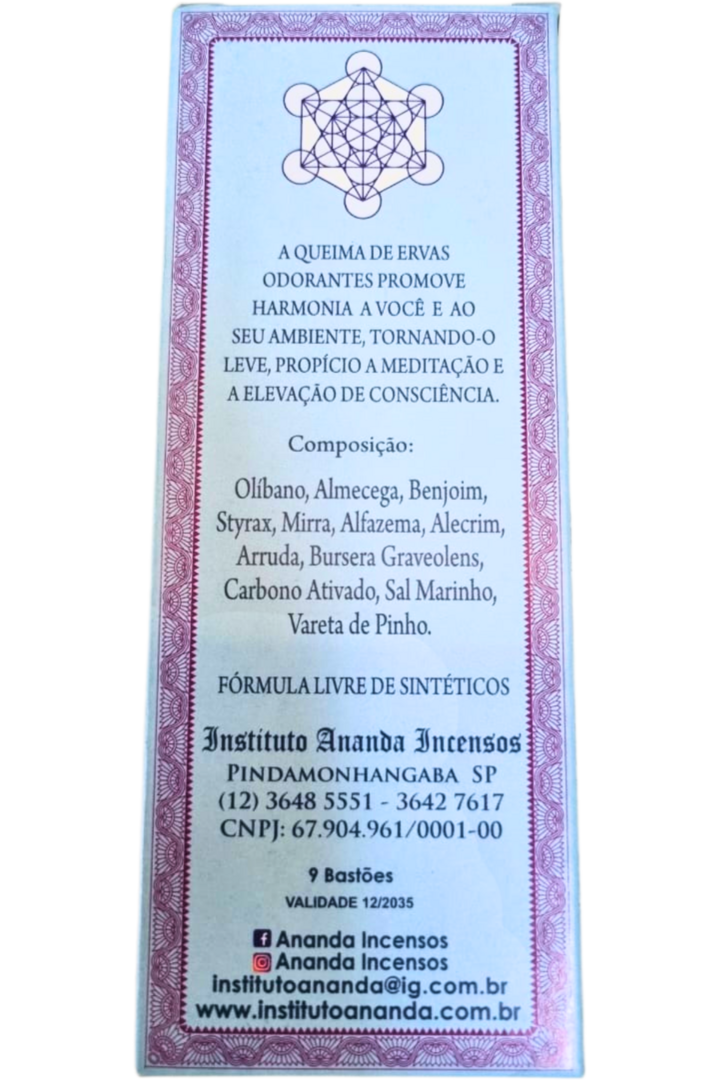 A QUEIMA DE ERVAS
ODORANTES PROMOVE
HARMONIA A VOCÊ E AO
SEU AMBIENTE, TORNANDO-O
LEVE, PROPÍCIO A MEDITAÇÃO E
A ELEVAÇÃO DE CONSCIÊNCIA.
Composição:
Olíbano, Almecega, Benjoim,
Styrax, Mirra, Alfazema, Alecrim,
Arruda, Bursera Graveolens,
Carbono Ativado, Sal Marinho,
Vareta de Pinho.
FÓRMULA LIVRE DE SINTÉTICOS
Instituto Ananda Incensos
PINDAMONHANGABA SP
(12) 3648 5551 - 3642 7617
CNPJ: 67.904.961/0001-00
9 Bastões
VALIDADE 12/2035
Ananda Incensos
Ananda Incensos
institutoananda@ig.com.br
www.institutoananda.com.br